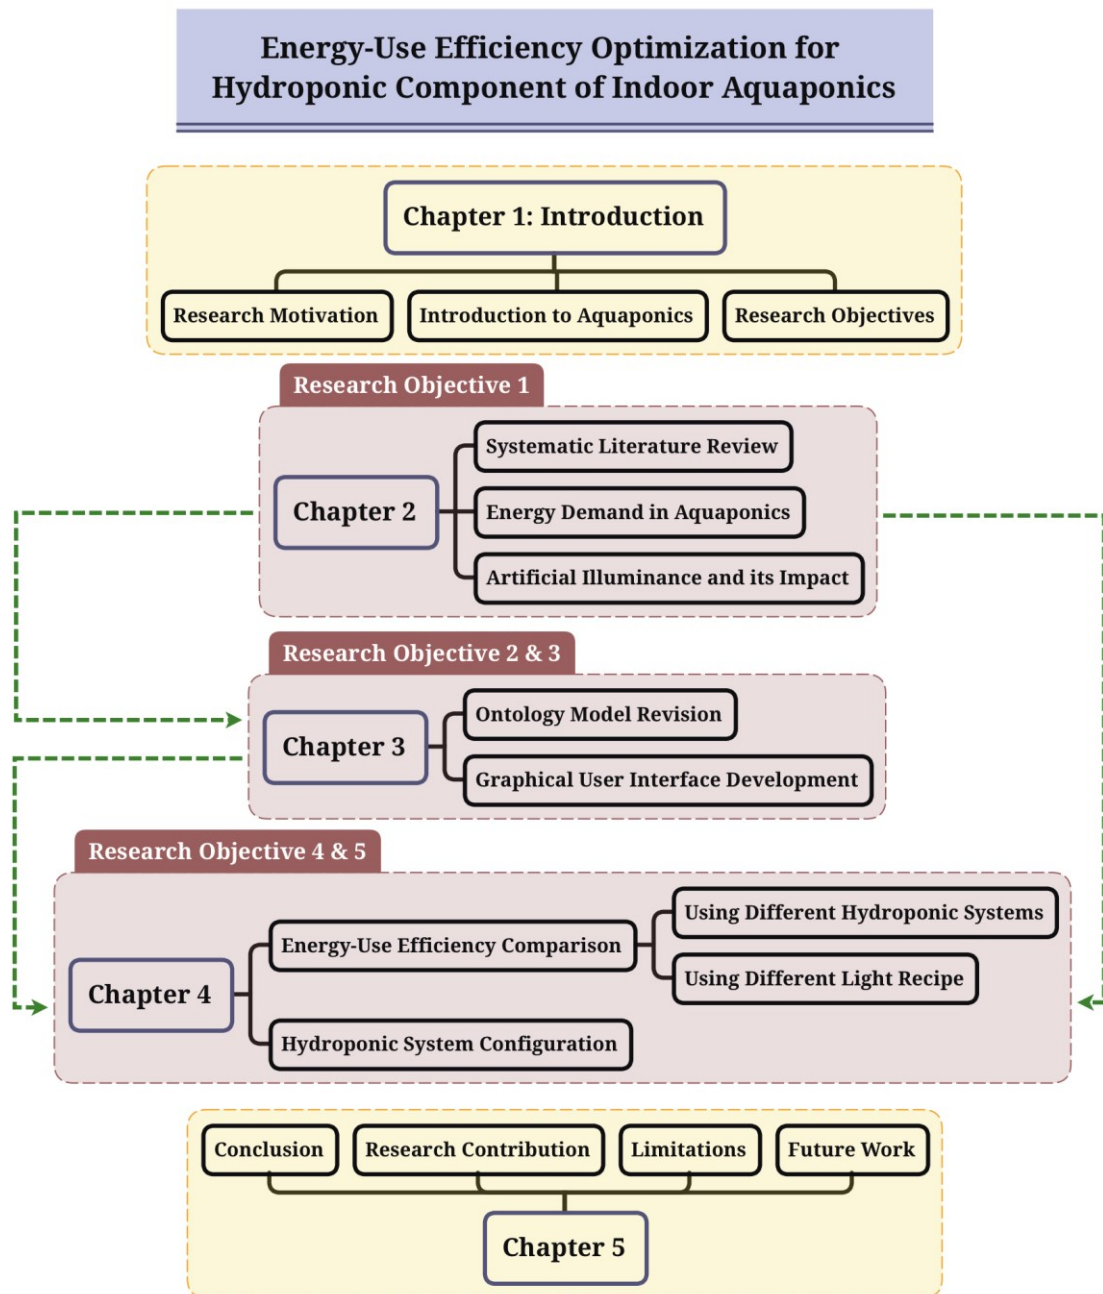 Energy-Use Efficiency Optimization for
Hydroponic Component of Indoor Aquaponics
Chapter 1: Introduction
Research Motivation
Introduction to Aquaponics
Research Objectives
Research Objective 1
Chapter 2
Systematic Literature Review
Energy Demand in Aquaponics
Artificial Illuminance and its Impact
Research Objective 2 & 3
Chapter 3
Ontology Model Revision
Graphical User Interface Development
Research Objective 4 & 5
Chapter 4
Energy-Use Efficiency Comparison
Using Different Hydroponic Systems
Using Different Light Recipe
Hydroponic System Configuration
Conclusion
Research Contribution
Limitations
Future Work
Chapter 5